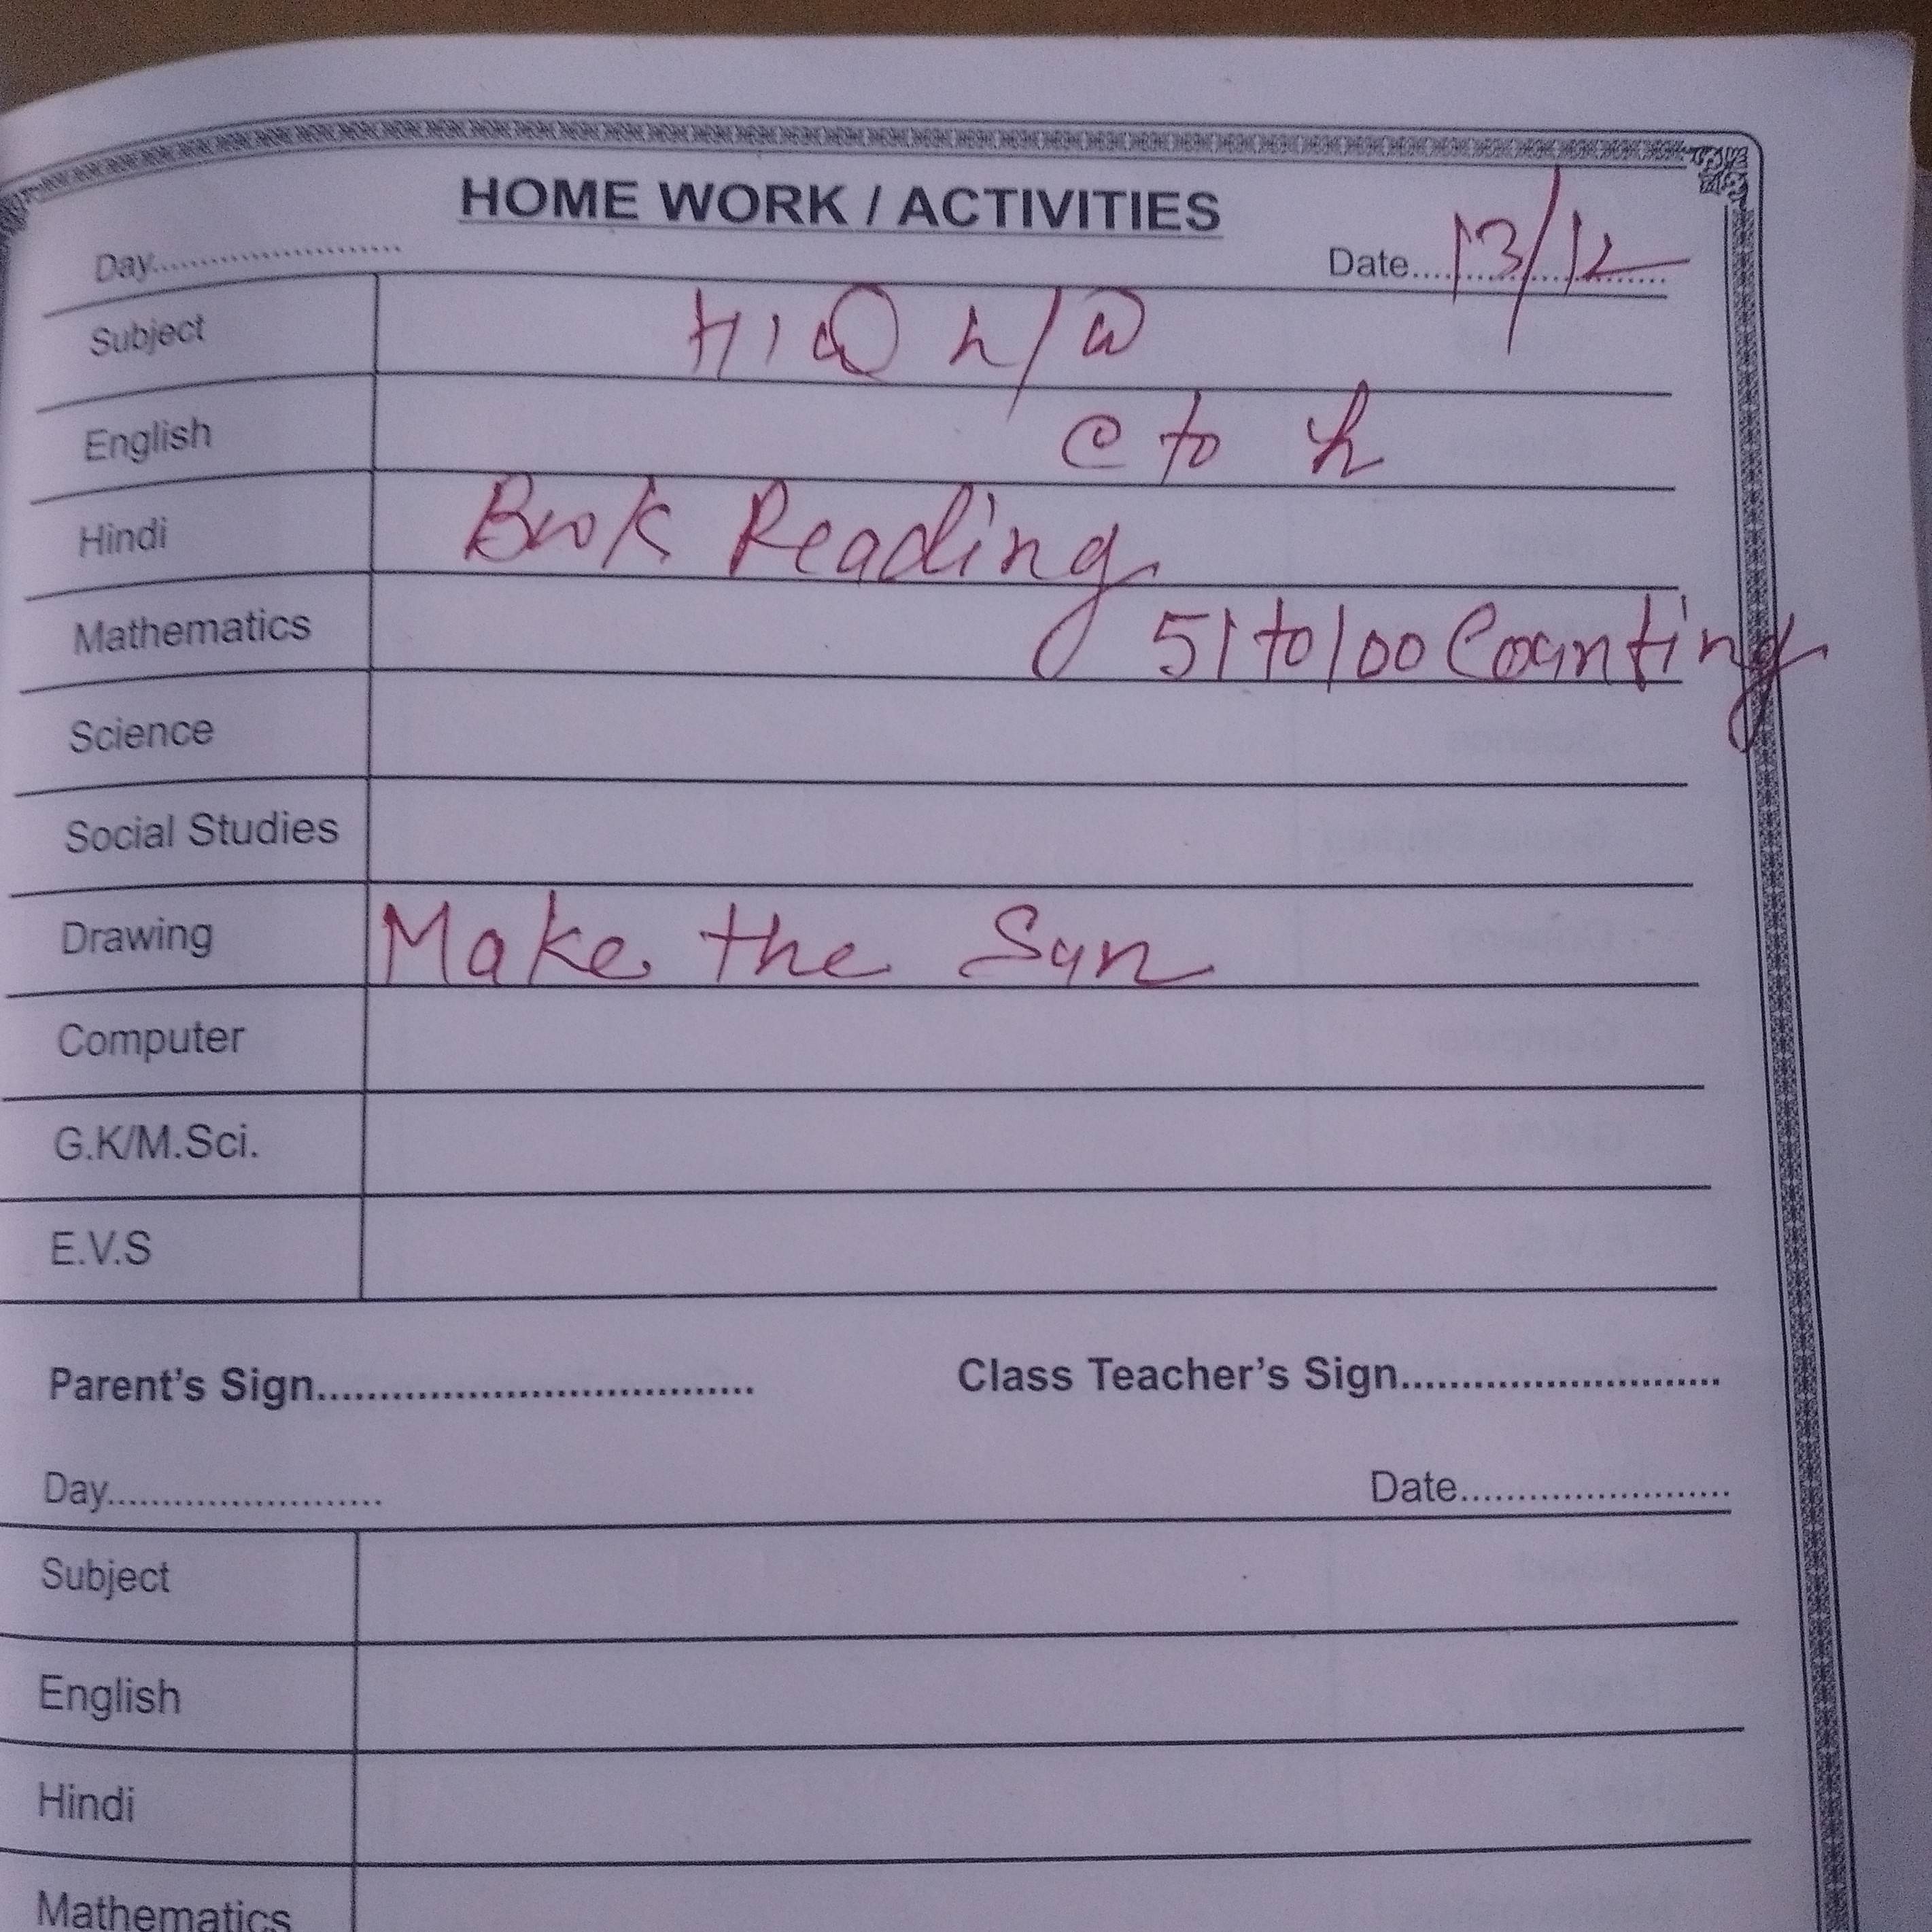 HOME WORK / ACTIVITIES
Day........................ Date.... 13/12
Subject
English c to h
Hindi Book Reading
Mathematics 51 to 100 Counting
Science
Social Studies
Drawing Make the Sun
Computer
G.K/M.Sci.
E.V.S
Parent's Sign.................................... Class Teacher's Sign...........................
Day......................... Date........................
Subject
English
Hindi
Mathematics